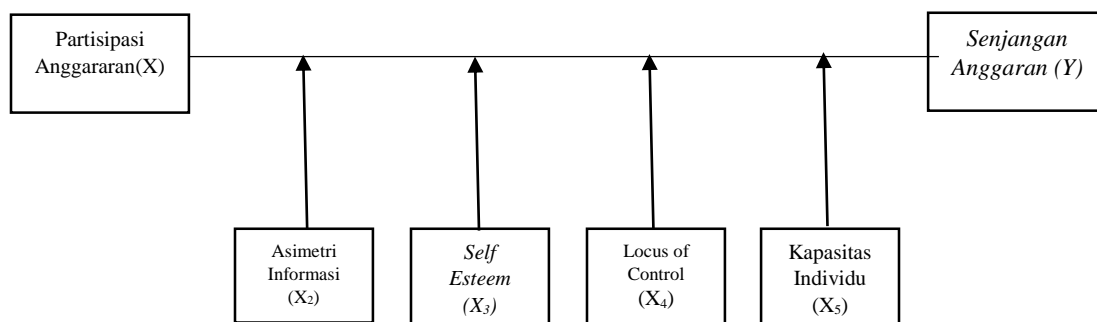 Partisipasi
Anggararan(X)
Senjangan
Anggaran (Y)
Asimetri
Informasi
(X₂)
Self
Esteem
(X₃)
Locus of
Control
(X₄)
Kapasitas
Individu
(X₅)